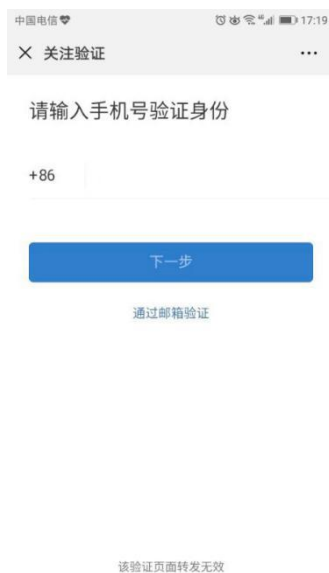 中国电信 17:19
关注验证
请输入手机号验证身份
+86
下一步
通过邮箱验证
该验证页面转发无效